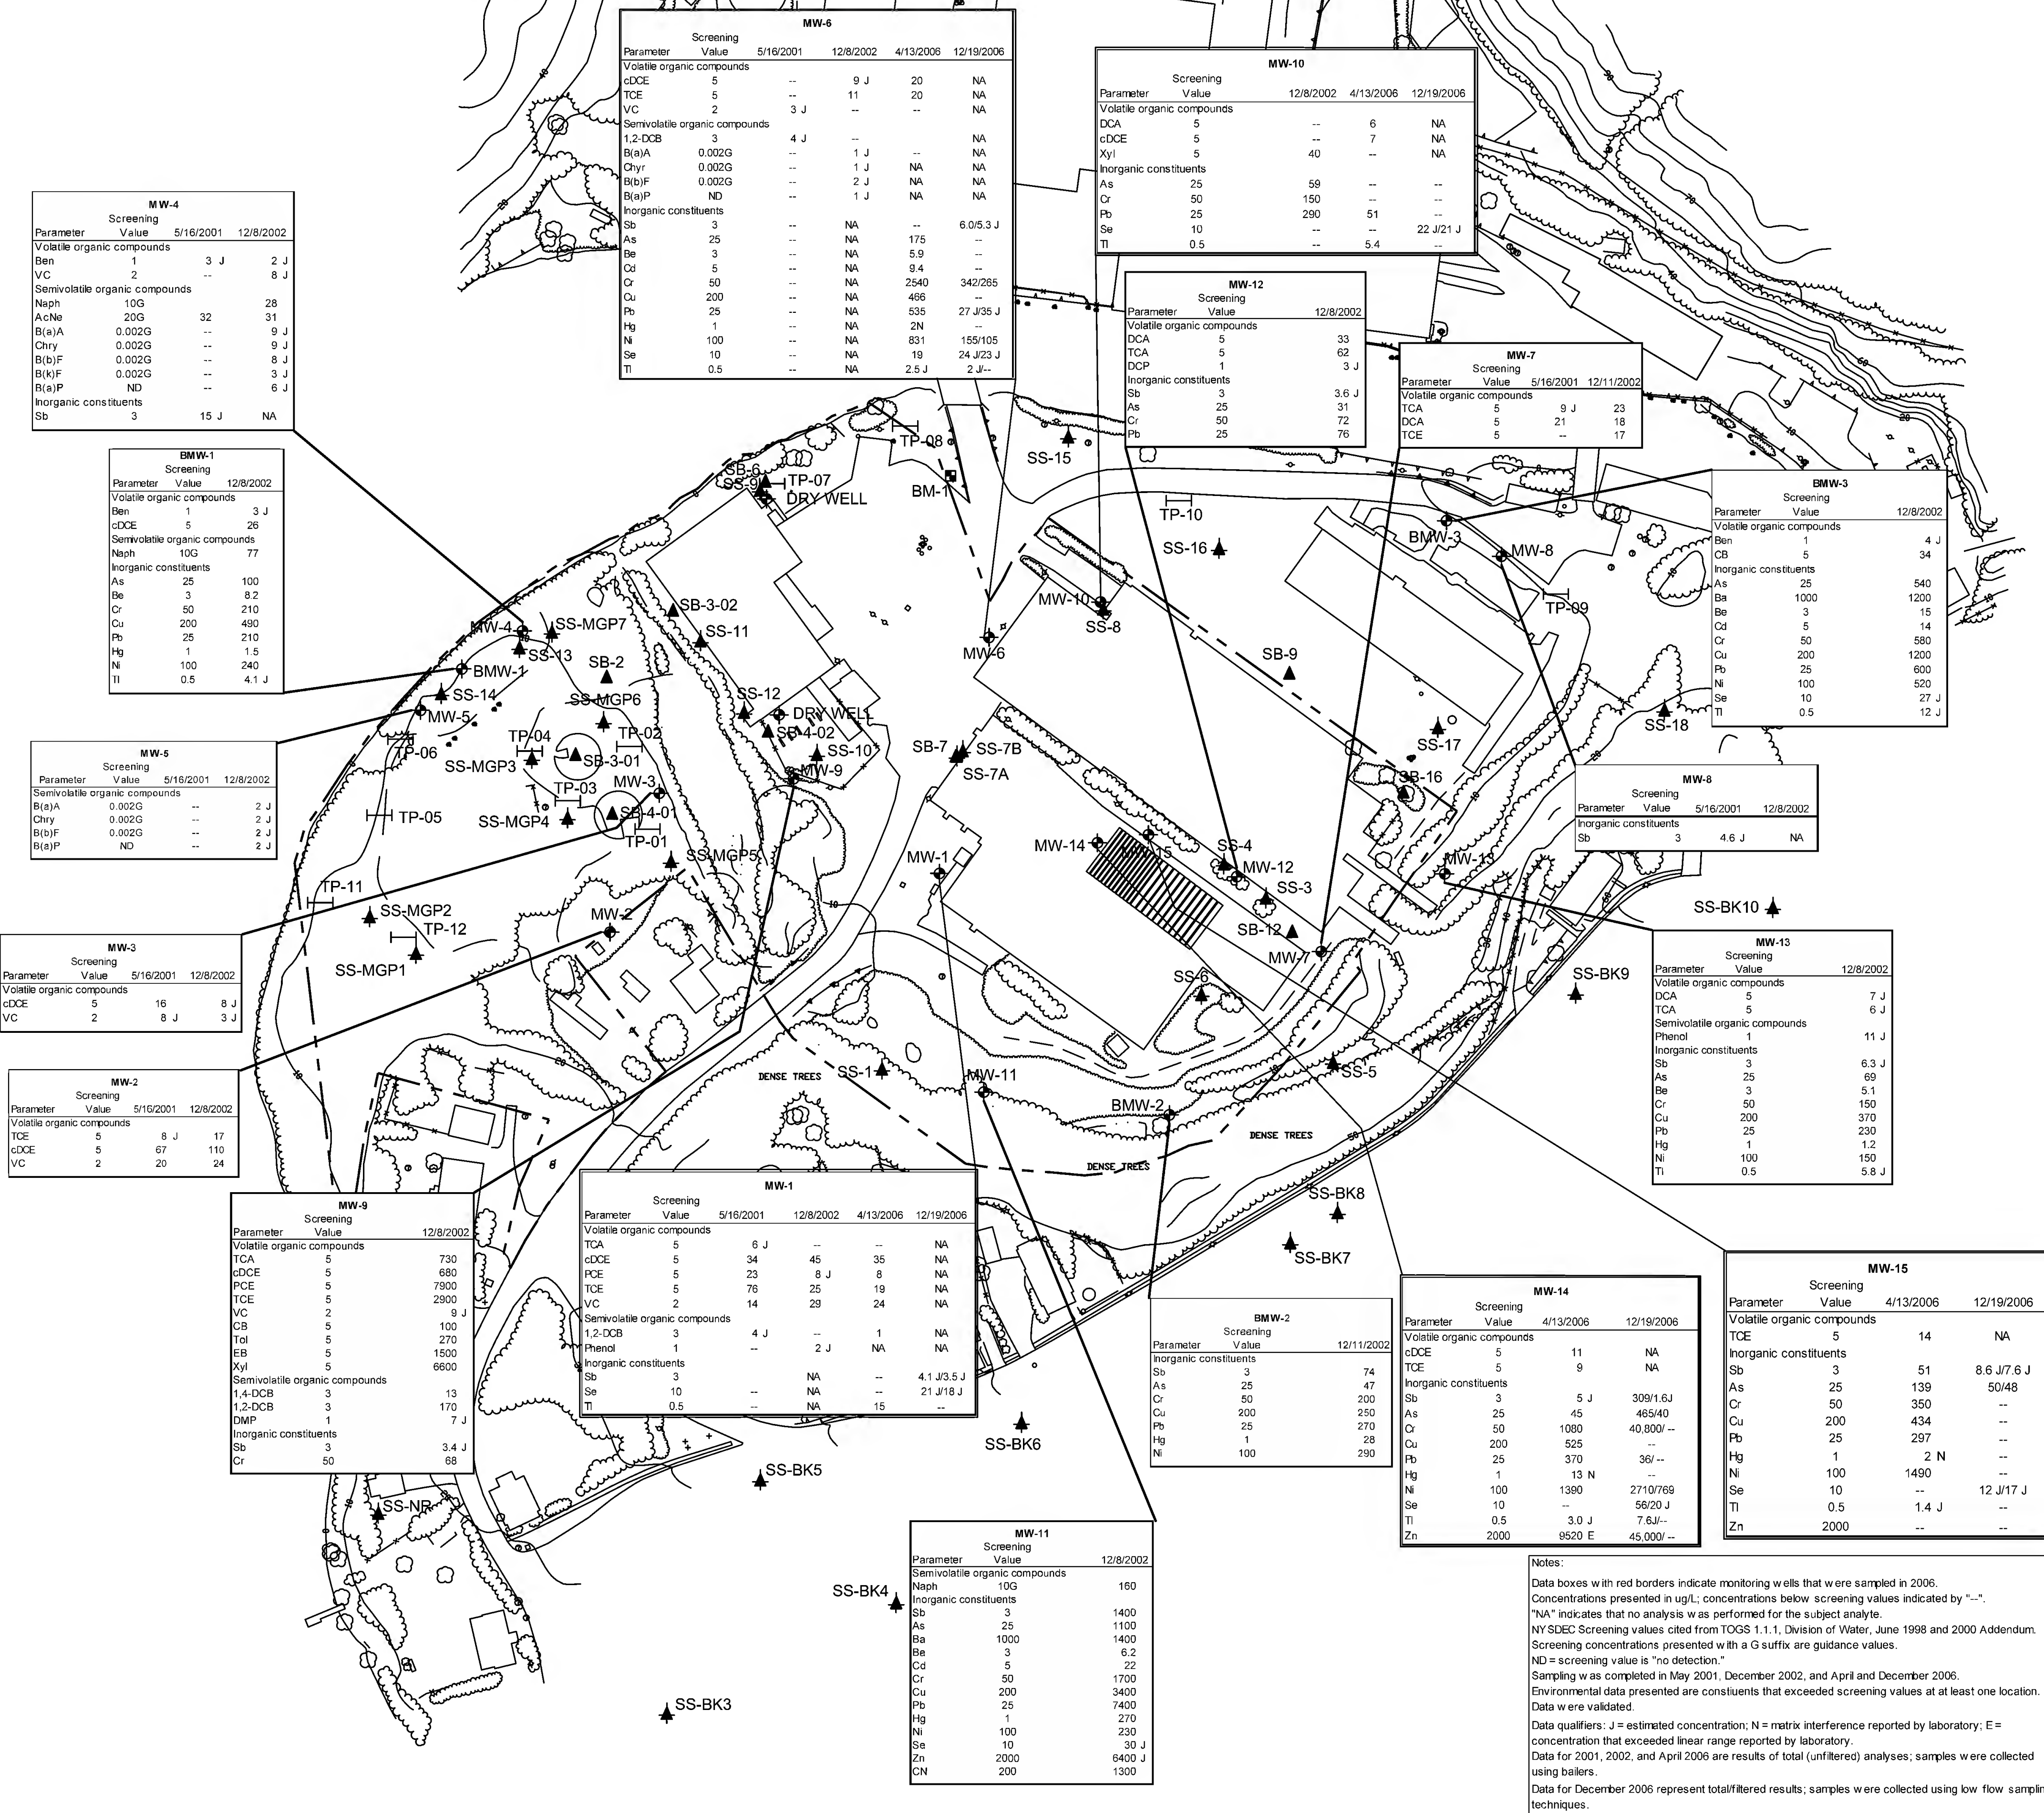 MW-6
Screening
Parameter Value 5/16/2001 12/8/2002 4/13/2006 12/19/2006
Volatile organic compounds
cDCE 5 -- 9 J 20 NA
TCE 5 -- 11 20 NA
VC 2 3 J -- -- NA
Semivolatile organic compounds
1,2-DCB 3 4 J -- NA
B(a)A 0.002G -- 1 J -- NA
Chyr 0.002G -- 1 J NA NA
B(b)F 0.002G -- 2 J NA NA
B(a)P ND -- 1 J NA NA
Inorganic constituents
Sb 3 -- NA -- 6.0/5.3 J
As 25 -- NA 175 --
Be 3 -- NA 5.9 --
Cd 5 -- NA 9.4 --
Cr 50 -- NA 2540 342/265
Cu 200 -- NA 466 --
Pb 25 -- NA 535 27 J/35 J
Hg 1 -- NA 2N --
Ni 100 -- NA 831 155/105
Se 10 -- NA 19 24 J/23 J
Tl 0.5 -- NA 2.5 J 2 J/--
MW-10
Screening
Parameter Value 12/8/2002 4/13/2006 12/19/2006
Volatile organic compounds
DCA 5 -- 6 NA
cDCE 5 -- 7 NA
Xyl 5 40 -- NA
Inorganic constituents
As 25 59 -- --
Cr 50 150 -- --
Pb 25 290 51 --
Se 10 -- -- 22 J/21 J
Tl 0.5 -- 5.4 --
MW-4
Screening
Parameter Value 5/16/2001 12/8/2002
Volatile organic compounds
Ben 1 3 J 2 J
VC 2 -- 8 J
Semivolatile organic compounds
Naph 10G 28
AcNe 20G 32 31
B(a)A 0.002G -- 9 J
Chry 0.002G -- 9 J
B(b)F 0.002G -- 8 J
B(k)F 0.002G -- 3 J
B(a)P ND -- 6 J
Inorganic constituents
Sb 3 15 J NA
MW-12
Screening
Parameter Value 12/8/2002
Volatile organic compounds
DCA 5 33
TCA 5 62
DCP 1 3 J
Inorganic constituents
Sb 3 3.6 J
As 25 31
Cr 50 72
Pb 25 76
MW-7
Screening
Parameter Value 5/16/2001 12/11/2002
Volatile organic compounds
TCA 5 9 J 23
DCA 5 21 18
TCE 5 -- 17
BMW-1
Screening
Parameter Value 12/8/2002
Volatile organic compounds
Ben 1 3 J
cDCE 5 26
Semivolatile organic compounds
Naph 10G 77
Inorganic constituents
As 25 100
Be 3 8.2
Cr 50 210
Cu 200 490
Pb 25 210
Hg 1 1.5
Ni 100 240
Tl 0.5 4.1 J
BMW-3
Screening
Parameter Value 12/8/2002
Volatile organic compounds
Ben 1 4 J
CB 5 34
Inorganic constituents
As 25 540
Ba 1000 1200
Be 3 15
Cd 5 14
Cr 50 580
Cu 200 1200
Pb 25 600
Ni 100 520
Se 10 27 J
Tl 0.5 12 J
TP-08
SS-15
SB-6
SS-9
TP-07
DRY WELL
BM-1
TP-10
BMW-3
SS-16
MW-8
TP-09
MW-10
SS-8
SB-3-02
MW-4
SS-MGP7
SS-11
SS-13
MW-6
BMW-1
SB-2
SB-9
SS-14
SS-MGP6
SS-12
MW-5
DRY WELL
SS-18
SB-4-02
SS-17
TP-06
TP-04
TP-02
SS-10
SB-7
SS-7B
SS-MGP3
SB-3-01
SS-7A
MW-3
MW-9
SB-16
TP-03
TP-05
SS-MGP4
SB-4-01
TP-01
SS-MGP5
MW-14
MW-15
SS-4
MW-1
MW-12
MW-13
TP-11
SS-3
SS-MGP2
MW-2
SS-BK10
TP-12
SB-12
MW-7
SS-MGP1
SS-6
SS-BK9
MW-5
Screening
Parameter Value 5/16/2001 12/8/2002
Semivolatile organic compounds
B(a)A 0.002G -- 2 J
Chry 0.002G -- 2 J
B(b)F 0.002G -- 2 J
B(a)P ND -- 2 J
MW-8
Screening
Parameter Value 5/16/2001 12/8/2002
Inorganic constituents
Sb 3 4.6 J NA
MW-3
Screening
Parameter Value 5/16/2001 12/8/2002
Volatile organic compounds
cDCE 5 16 8 J
VC 2 8 J 3 J
MW-13
Screening
Parameter Value 12/8/2002
Volatile organic compounds
DCA 5 7 J
TCA 5 6 J
Semivolatile organic compounds
Phenol 1 11 J
Inorganic constituents
Sb 3 6.3 J
As 25 69
Be 3 5.1
Cr 50 150
Cu 200 370
Pb 25 230
Hg 1 1.2
Ni 100 150
Tl 0.5 5.8 J
MW-2
Screening
Parameter Value 5/16/2001 12/8/2002
Volatile organic compounds
TCE 5 8 J 17
cDCE 5 67 110
VC 2 20 24
DENSE TREES
SS-1
MW-11
SS-5
BMW-2
DENSE TREES
DENSE TREES
SS-BK8
SS-BK7
MW-9
Screening
Parameter Value 12/8/2002
Volatile organic compounds
TCA 5 730
cDCE 5 680
PCE 5 7900
TCE 5 2900
VC 2 9 J
CB 5 100
Tol 5 270
EB 5 1500
Xyl 5 6600
Semivolatile organic compounds
1,4-DCB 3 13
1,2-DCB 3 170
DMP 1 7 J
Inorganic constituents
Sb 3 3.4 J
Cr 50 68
MW-1
Screening
Parameter Value 5/16/2001 12/8/2002 4/13/2006 12/19/2006
Volatile organic compounds
TCA 5 6 J -- -- NA
cDCE 5 34 45 35 NA
PCE 5 23 8 J 8 NA
TCE 5 76 25 19 NA
VC 2 14 29 24 NA
Semivolatile organic compounds
1,2-DCB 3 4 J -- 1 NA
Phenol 1 -- 2 J NA NA
Inorganic constituents
Sb 3 NA -- 4.1 J/3.5 J
Se 10 -- NA -- 21 J/18 J
Tl 0.5 -- NA 15 --
BMW-2
Screening
Parameter Value 12/11/2002
Inorganic constituents
Sb 3 74
As 25 47
Cr 50 200
Cu 200 250
Pb 25 270
Hg 1 28
Ni 100 290
MW-14
Screening
Parameter Value 4/13/2006 12/19/2006
Volatile organic compounds
cDCE 5 11 NA
TCE 5 9 NA
Inorganic constituents
Sb 3 5 J 309/1.6J
As 25 45 465/40
Cr 50 1080 40,800/ --
Cu 200 525 --
Pb 25 370 36/ --
Hg 1 13 N --
Ni 100 1390 2710/769
Se 10 -- 56/20 J
Tl 0.5 3.0 J 7.6J/--
Zn 2000 9520 E 45,000/ --
MW-15
Screening
Parameter Value 4/13/2006 12/19/2006
Volatile organic compounds
TCE 5 14 NA
Inorganic constituents
Sb 3 51 8.6 J/7.6 J
As 25 139 50/48
Cr 50 350 --
Cu 200 434 --
Pb 25 297 --
Hg 1 2 N --
Ni 100 1490 --
Se 10 -- 12 J/17 J
Tl 0.5 1.4 J --
Zn 2000 -- --
SS-BK6
SS-BK5
SS-NR
SS-BK4
SS-BK3
MW-11
Screening
Parameter Value 12/8/2002
Semivolatile organic compounds
Naph 10G 160
Inorganic constituents
Sb 3 1400
As 25 1100
Ba 1000 1400
Be 3 6.2
Cd 5 22
Cr 50 1700
Cu 200 3400
Pb 25 7400
Hg 1 270
Ni 100 230
Se 10 30 J
Zn 2000 6400 J
CN 200 1300
Notes:
Data boxes with red borders indicate monitoring wells that were sampled in 2006.
Concentrations presented in ug/L; concentrations below screening values indicated by "--".
"NA" indicates that no analysis was performed for the subject analyte.
NYSDEC Screening values cited from TOGS 1.1.1, Division of Water, June 1998 and 2000 Addendum.
Screening concentrations presented with a G suffix are guidance values.
ND = screening value is "no detection."
Sampling was completed in May 2001, December 2002, and April and December 2006.
Environmental data presented are constiuents that exceeded screening values at at least one location.
Data were validated.
Data qualifiers: J = estimated concentration; N = matrix interference reported by laboratory; E =
concentration that exceeded linear range reported by laboratory.
Data for 2001, 2002, and April 2006 are results of total (unfiltered) analyses; samples were collected
using bailers.
Data for December 2006 represent total/filtered results; samples were collected using low flow samplin
techniques.